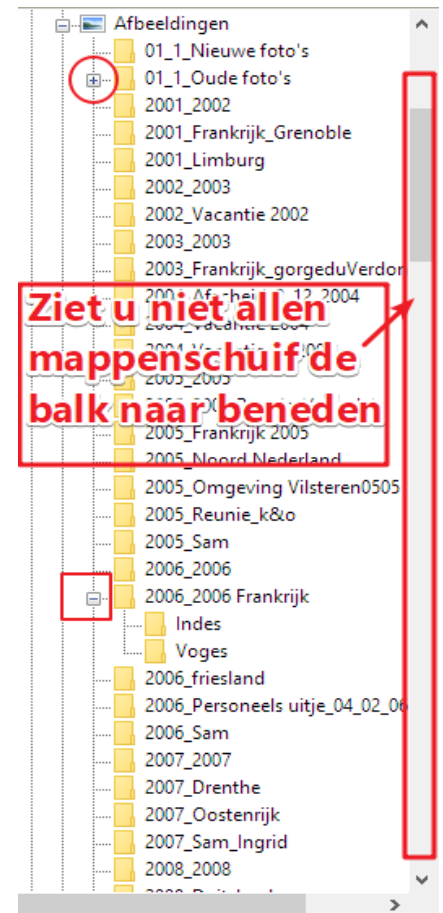 Afbeeldingen
01_1_Nieuwe foto's
01_1_Oude foto's
2001_2002
2001_Frankrijk_Grenoble
2001_Limburg
2002_2003
2002_Vacantie 2002
2003_2003
2003_Frankrijk_gorgeduVerdor
Ziet u niet allen
mappenschuif de
balk naar beneden
2005_Frankrijk 2005
2005_Noord Nederland
2005_Omgeving Vilsteren0505
2005_Reunie_k&o
2005_Sam
2006_2006
2006_2006 Frankrijk
Indes
Voges
2006_friesland
2006_Personeels uitje_04_02_06
2006_Sam
2007_2007
2007_Drenthe
2007_Oostenrijk
2007_Sam_Ingrid
2008_2008